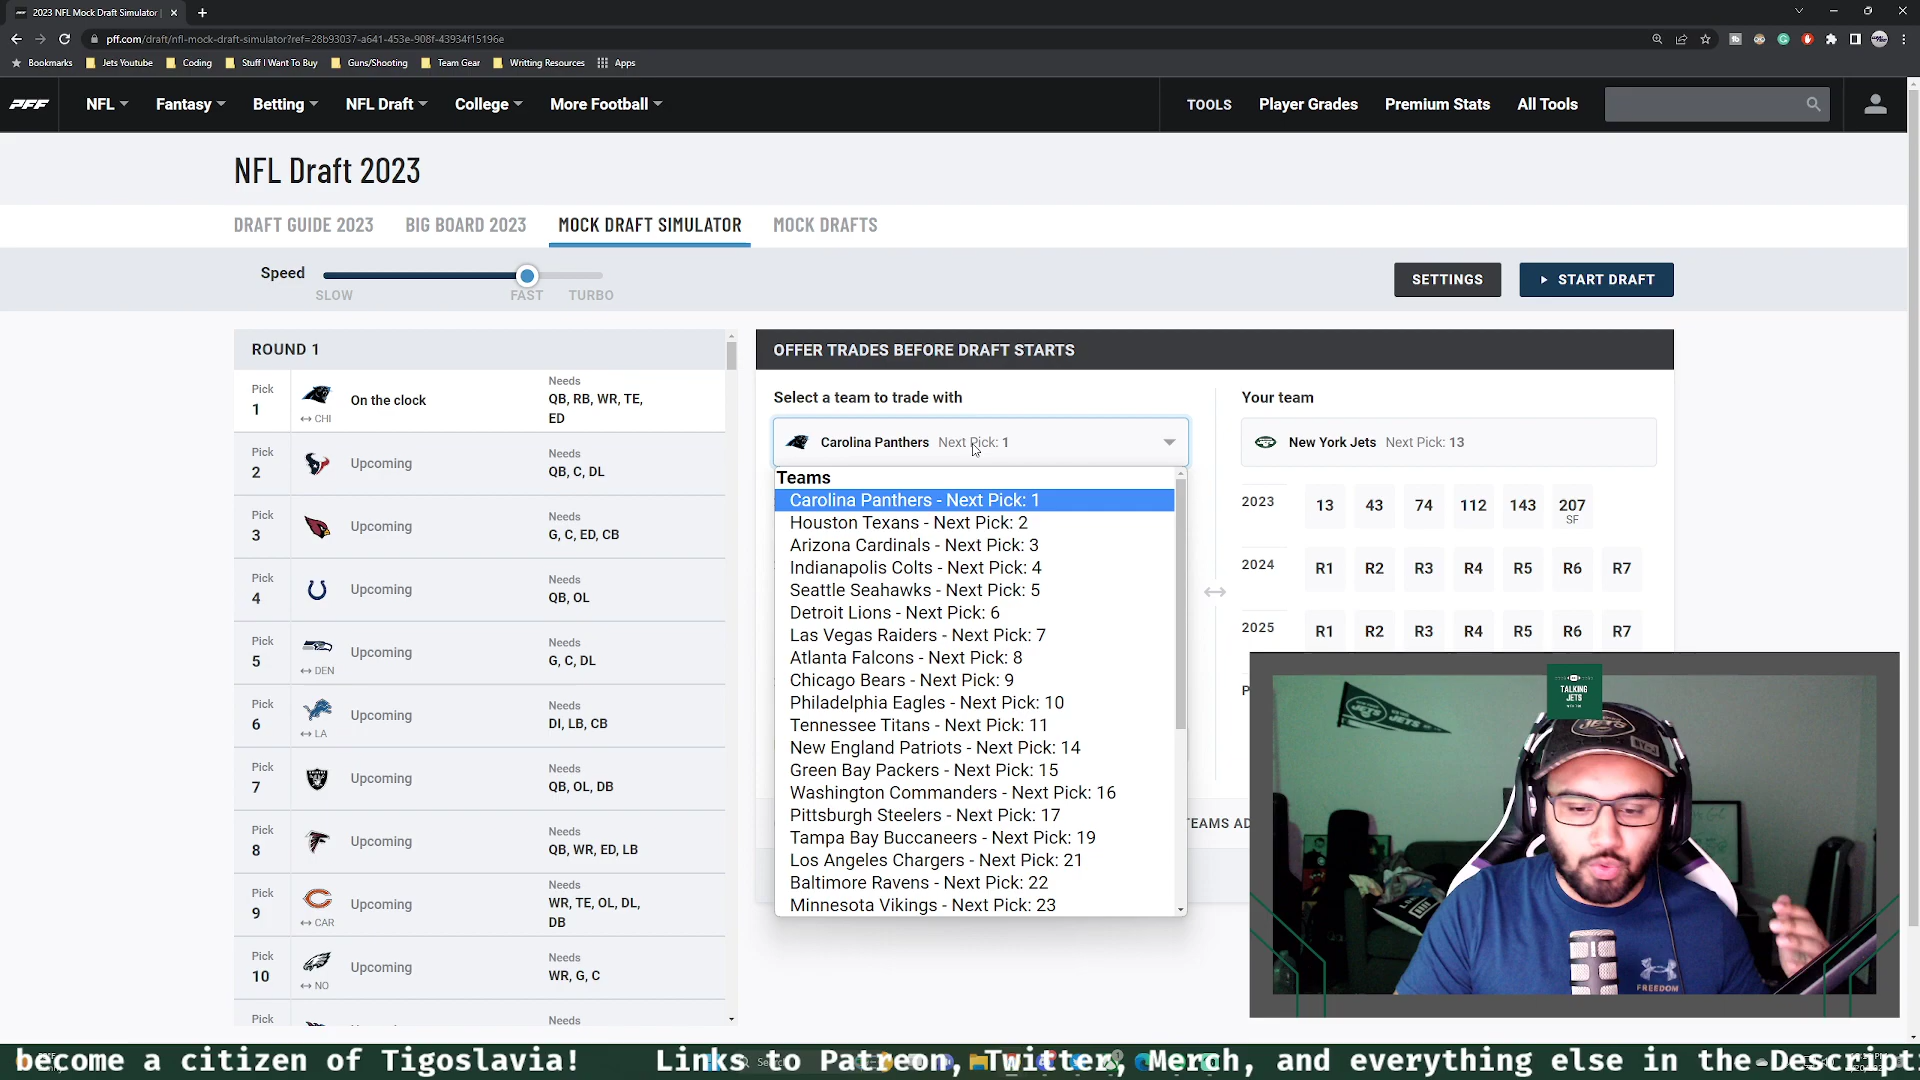 2023 NFL Mock Draft Simulator |
pff.com/draft/nfl-mock-draft-simulator?ref=28b93037-a641-453e-908f-43934f15196e
Bookmarks Jets Youtube Coding Stuff I Want To Buy Guns/Shooting Team Gear Writting Resources Apps
PFF NFL Fantasy Betting NFL Draft College More Football TOOLS Player Grades Premium Stats All Tools
NFL Draft 2023
DRAFT GUIDE 2023 BIG BOARD 2023 MOCK DRAFT SIMULATOR MOCK DRAFTS
Speed
SLOW FAST TURBO
SETTINGS START DRAFT
ROUND 1
Pick 1 CHI On the clock Needs QB, RB, WR, TE, ED
Pick 2 Upcoming Needs QB, C, DL
Pick 3 Upcoming Needs G, C, ED, CB
Pick 4 Upcoming Needs QB, OL
Pick 5 DEN Upcoming Needs G, C, DL
Pick 6 LA Upcoming Needs DI, LB, CB
Pick 7 Upcoming Needs QB, OL, DB
Pick 8 Upcoming Needs QB, WR, ED, LB
Pick 9 CAR Upcoming Needs WR, TE, OL, DL, DB
Pick 10 NO Upcoming Needs WR, G, C
Pick Needs
OFFER TRADES BEFORE DRAFT STARTS
Select a team to trade with
Carolina Panthers Next Pick: 1
Teams
Carolina Panthers - Next Pick: 1
Houston Texans - Next Pick: 2
Arizona Cardinals - Next Pick: 3
Indianapolis Colts - Next Pick: 4
Seattle Seahawks - Next Pick: 5
Detroit Lions - Next Pick: 6
Las Vegas Raiders - Next Pick: 7
Atlanta Falcons - Next Pick: 8
Chicago Bears - Next Pick: 9
Philadelphia Eagles - Next Pick: 10
Tennessee Titans - Next Pick: 11
New England Patriots - Next Pick: 14
Green Bay Packers - Next Pick: 15
Washington Commanders - Next Pick: 16
Pittsburgh Steelers - Next Pick: 17
Tampa Bay Buccaneers - Next Pick: 19
Los Angeles Chargers - Next Pick: 21
Baltimore Ravens - Next Pick: 22
Minnesota Vikings - Next Pick: 23
Your team
New York Jets Next Pick: 13
2023 13 43 74 112 143 207 SF
2024 R1 R2 R3 R4 R5 R6 R7
2025 R1 R2 R3 R4 R5 R6 R7
TEAMS AD
TALKING
JETS
JETS
FREEDOM
become a citizen of Tigoslavia! Links to Patreon, Twitter, Merch, and everything else in the Descript